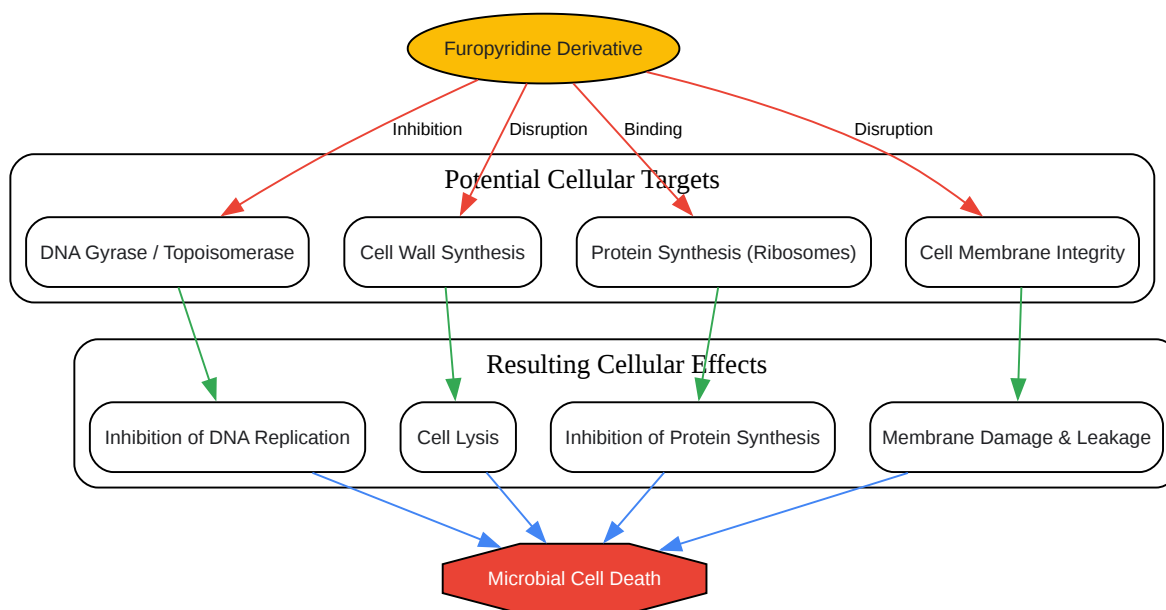 Furopyridine Derivative
Inhibition
Disruption
Binding
Disruption
Potential Cellular Targets
DNA Gyrase / Topoisomerase
Cell Wall Synthesis
Protein Synthesis (Ribosomes)
Cell Membrane Integrity
Resulting Cellular Effects
Inhibition of DNA Replication
Cell Lysis
Inhibition of Protein Synthesis
Membrane Damage & Leakage
Microbial Cell Death